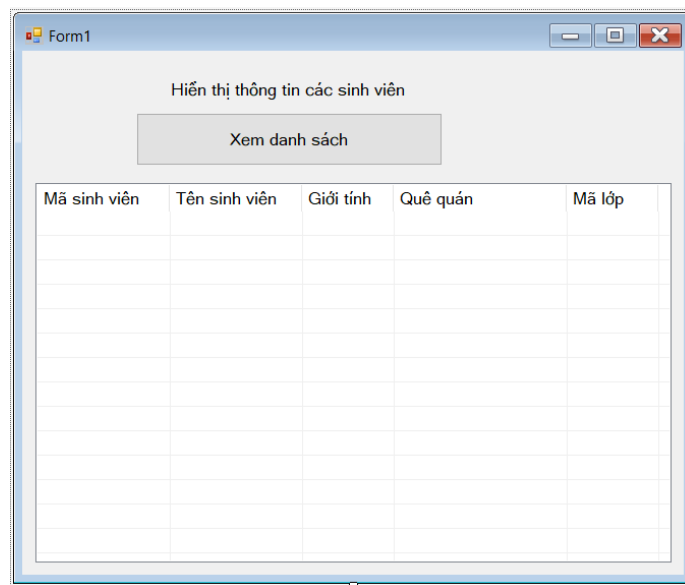 Form1
Hiển thị thông tin các sinh viên
Xem danh sách
Mã sinh viên Tên sinh viên Giới tính Quê quán Mã lớp